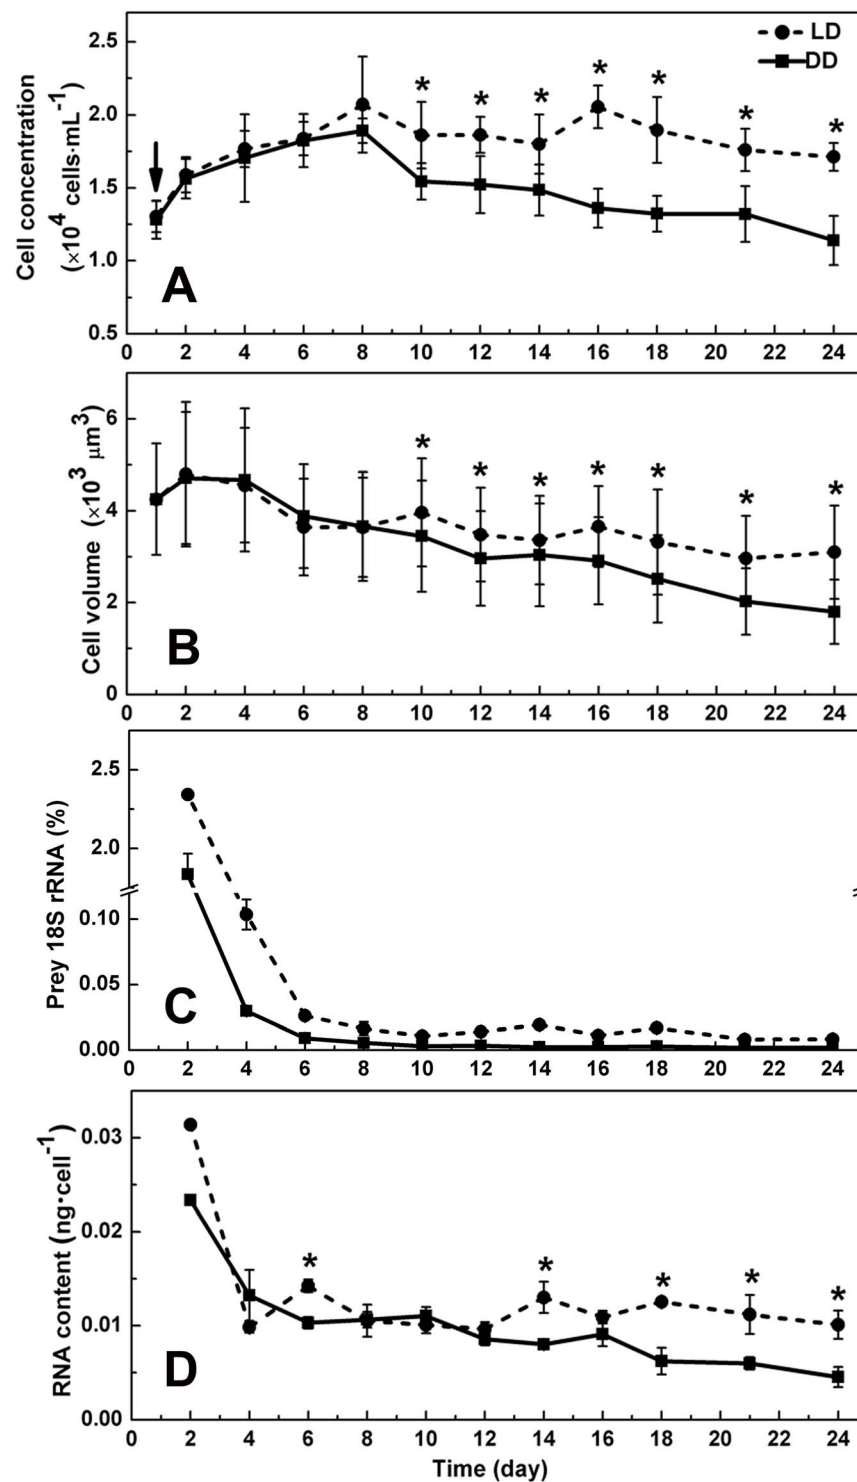 LD
DD
Cell concentration
(×10⁴ cells·mL⁻¹)
2.5
2.0
1.5
1.0
0.5
* * * * * * *
A
0 2 4 6 8 10 12 14 16 18 20 22 24
Cell volume (×10³ μm³)
6
4
2
0
* * * * * * *
B
0 2 4 6 8 10 12 14 16 18 20 22 24
Prey 18S rRNA (%)
2.5
2.0
0.10
0.05
0.00
C
0 2 4 6 8 10 12 14 16 18 20 22 24
RNA content (ng·cell⁻¹)
0.03
0.02
0.01
0.00
* * * * *
D
0 2 4 6 8 10 12 14 16 18 20 22 24
Time (day)